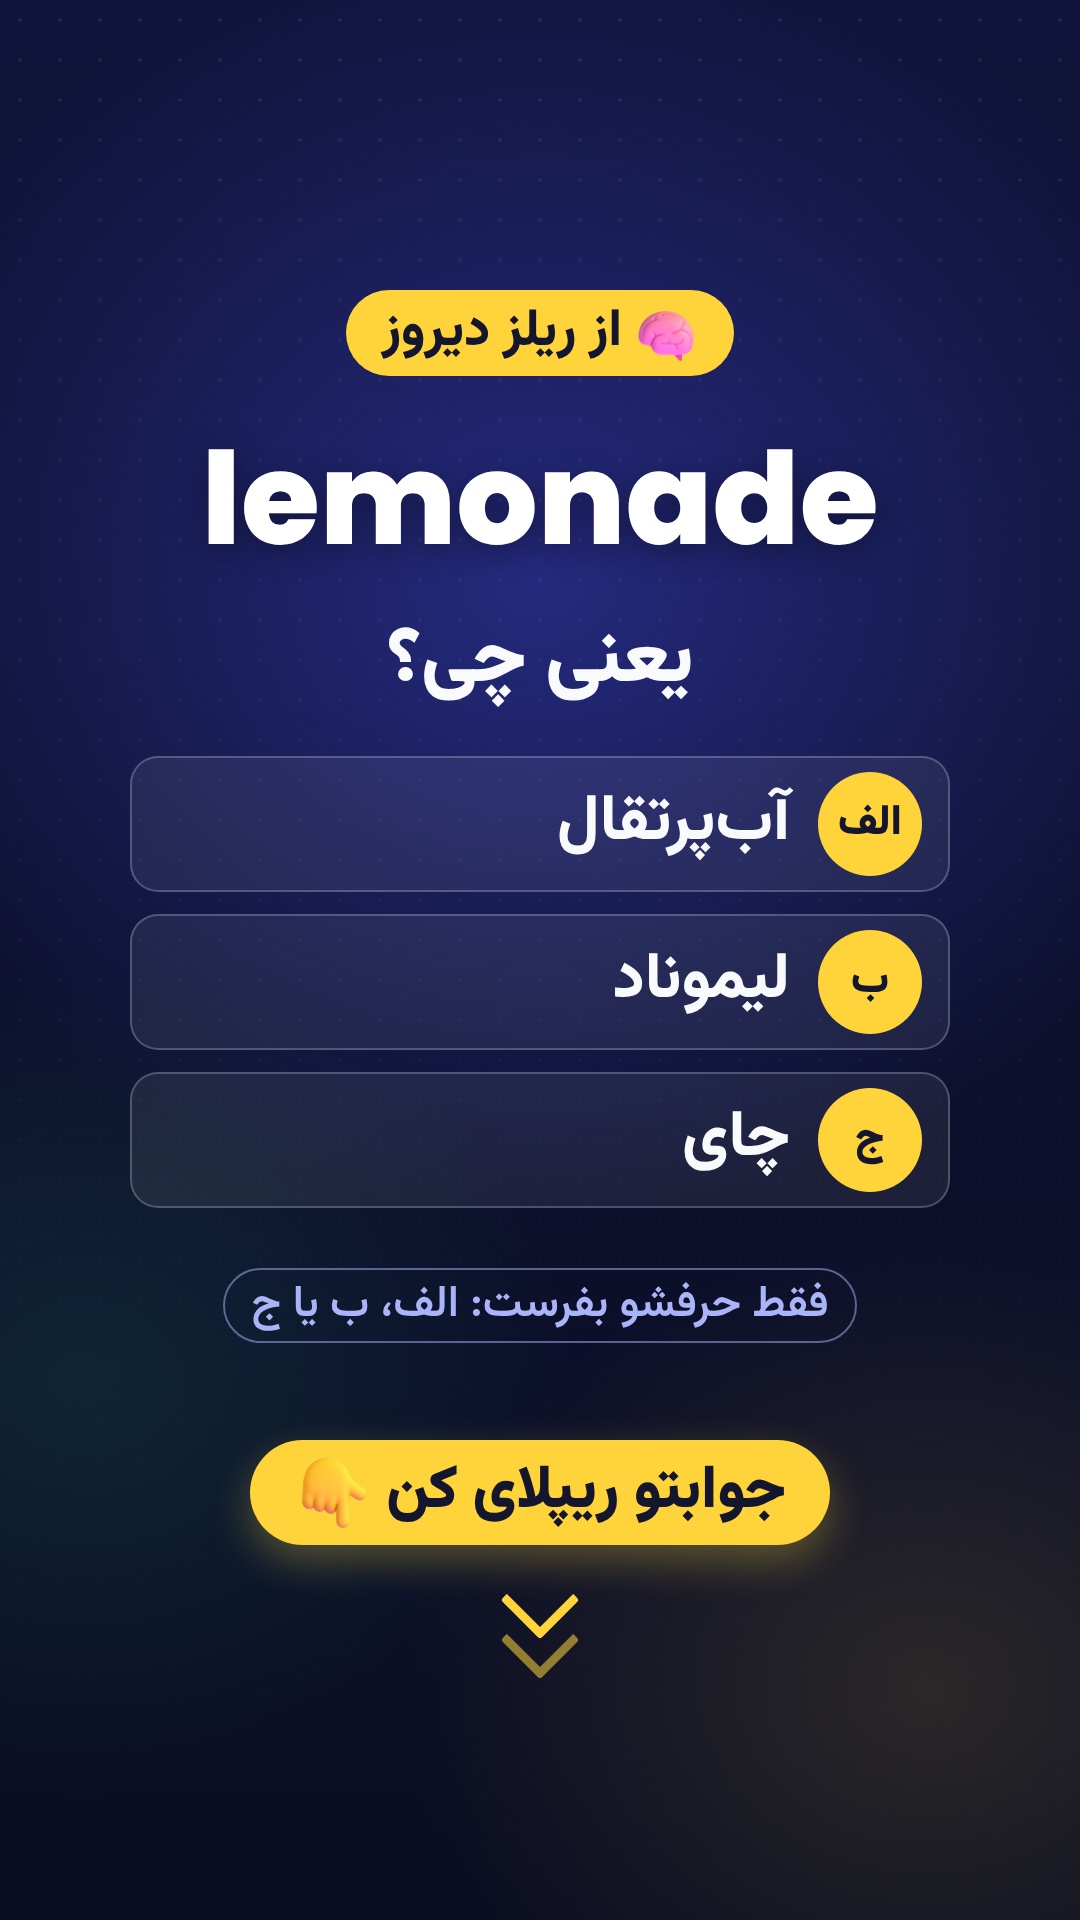 🧠 از ریلز دیروز
lemonade
یعنی چی؟
الف آب‌پرتقال
ب لیموناد
ج چای
فقط حرفشو بفرست: الف، ب یا ج
جوابتو ریپلای کن 👇